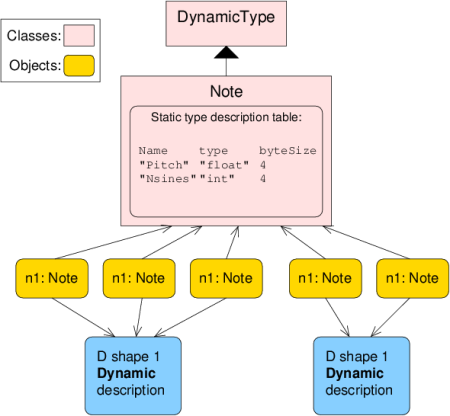 DynamicType
Classes:
Objects:
Note
Static type description table:
Name type byteSize
"Pitch" "float" 4
"Nsines" "int" 4
n1: Note n1: Note n1: Note n1: Note n1: Note
D shape 1
Dynamic
description
D shape 1
Dynamic
description